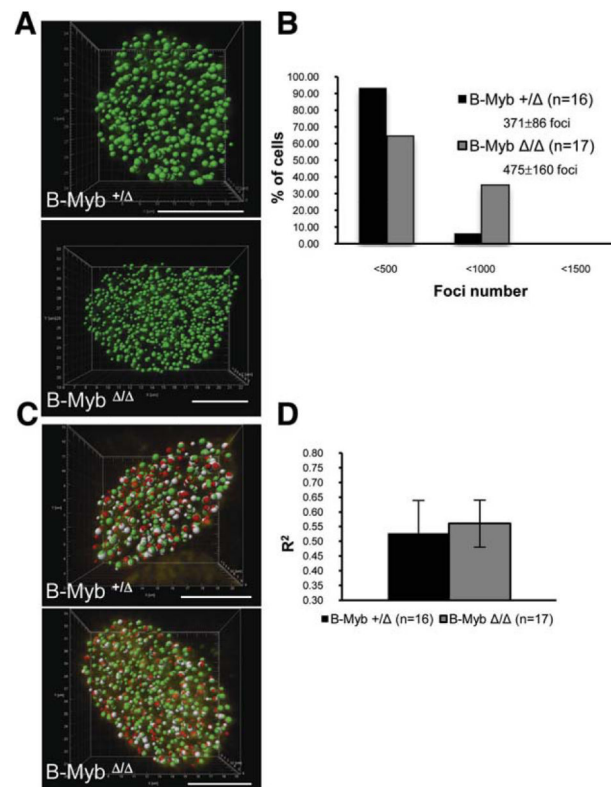 A
B-Myb +/Δ
B-Myb Δ/Δ
B
100.00
90.00
80.00
70.00
60.00
50.00
40.00
30.00
20.00
10.00
0.00
% of cells
B-Myb +/Δ (n=16)
371±86 foci
B-Myb Δ/Δ (n=17)
475±160 foci
<500 <1000 <1500
Foci number
C
B-Myb +/Δ
B-Myb Δ/Δ
D
0.80
0.75
0.70
0.65
0.60
0.55
0.50
0.45
0.40
0.35
0.30
R²
B-Myb +/Δ (n=16) B-Myb Δ/Δ (n=17)